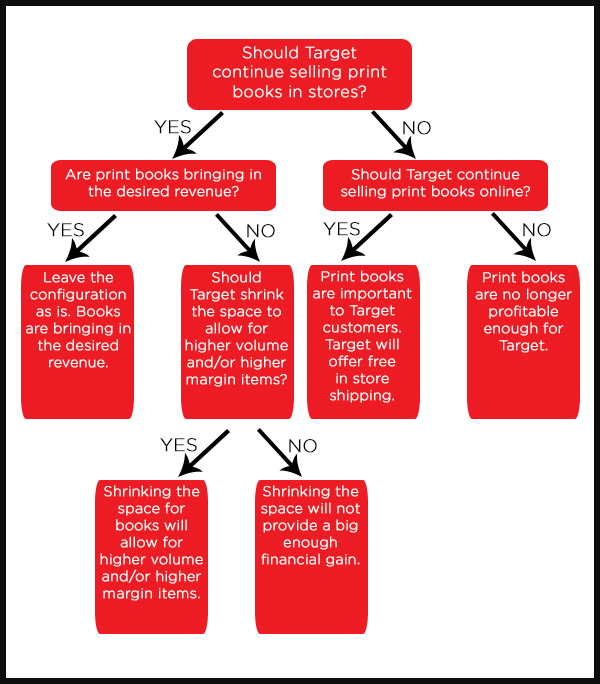 Should Target
continue selling print
books in stores?
YES
NO
Are print books bringing in
the desired revenue?
Should Target continue
selling print books online?
YES
NO
YES
NO
Leave the
configuration
as is. Books
are bringing in
the desired
revenue.
Should
Target shrink
the space to
allow for
higher volume
and/or higher
margin items?
Print books
are important
to Target
customers.
Target will
offer free
in store
shipping.
Print books
are no longer
profitable
enough for
Target.
YES
NO
Shrinking the
space for
books will
allow for
higher volume
and/or higher
margin items.
Shrinking the
space will not
provide a big
enough
financial gain.